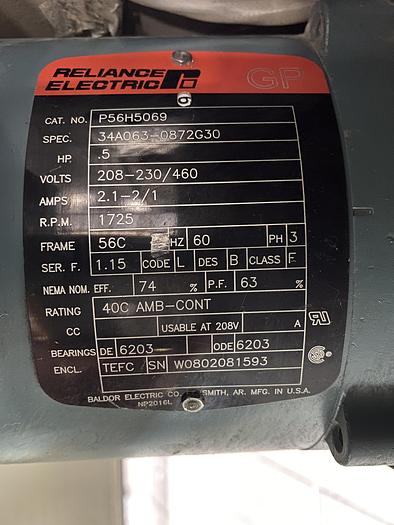 RELIANCE
ELECTRIC GP
CAT. NO. P56H5069
SPEC. 34A063-0872G30
HP. .5
VOLTS 208-230/460
AMPS 2.1-2/1
R.P.M. 1725
FRAME 56C HZ 60 PH 3
SER. F. 1.15 CODE L DES B CLASS F
NEMA NOM. EFF. 74 % P.F. 63 %
RATING 40C AMB-CONT
CC USABLE AT 208V A
BEARINGS DE 6203 ODE 6203
ENCL. TEFC SN W0802081593
BALDOR ELECTRIC CO. SMITH, AR. MFG. IN U.S.A.
NP2016L